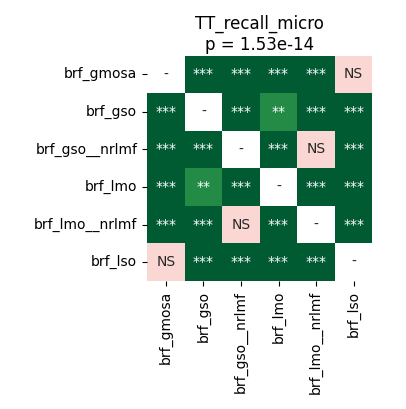 TT_recall_micro
p = 1.53e-14
brf_gmosa - *** *** *** *** NS
brf_gso *** - *** ** *** ***
brf_gso__nrlmf *** *** - *** NS ***
brf_lmo *** ** *** - *** ***
brf_lmo__nrlmf *** *** NS *** - ***
brf_lso NS *** *** *** *** -
brf_gmosa
brf_gso
brf_gso__nrlmf
brf_lmo
brf_lmo__nrlmf
brf_lso